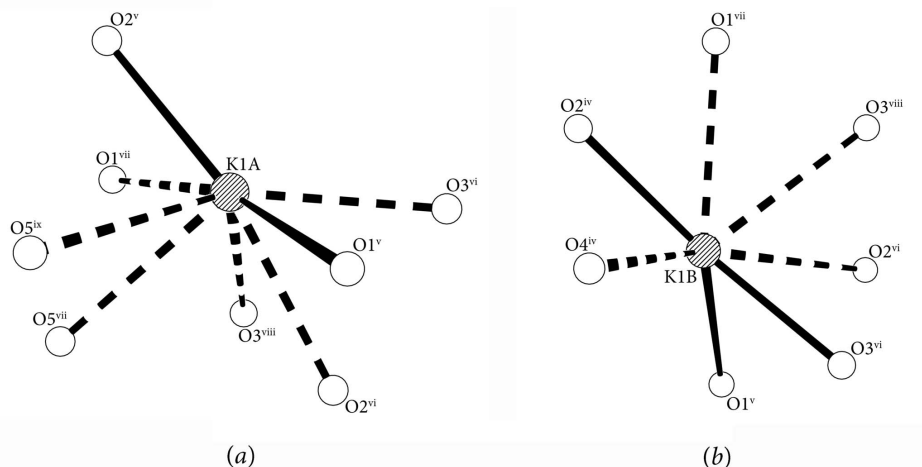 O2ᵛ
O1ᵛⁱⁱ
K1A
O3ᵛⁱ
O5ⁱˣ
O1ᵛ
O5ᵛⁱⁱ
O3ᵛⁱⁱⁱ
O2ᵛⁱ
(a)
O1ᵛⁱⁱ
O2ⁱᵛ
O3ᵛⁱⁱⁱ
O4ⁱᵛ
K1B
O2ᵛⁱ
O3ᵛⁱ
O1ᵛ
(b)